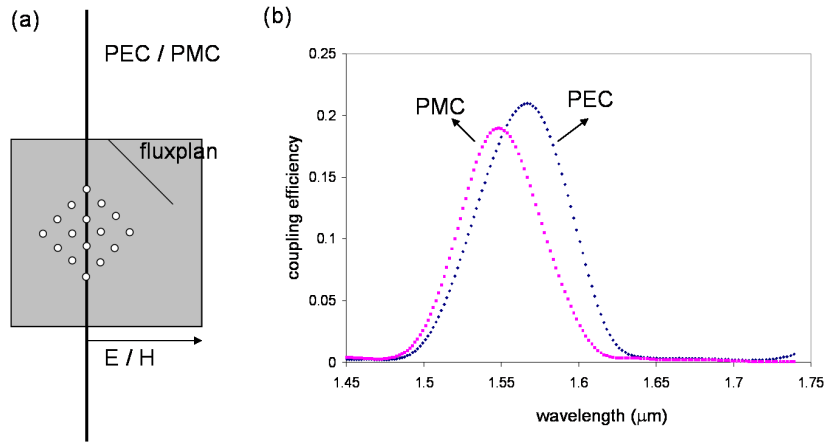 (a)
PEC / PMC
fluxplan
E / H
(b)
0.25
0.2
0.15
0.1
0.05
0
coupling efficiency
PMC
PEC
1.45
1.5
1.55
1.6
1.65
1.7
1.75
wavelength (μm)